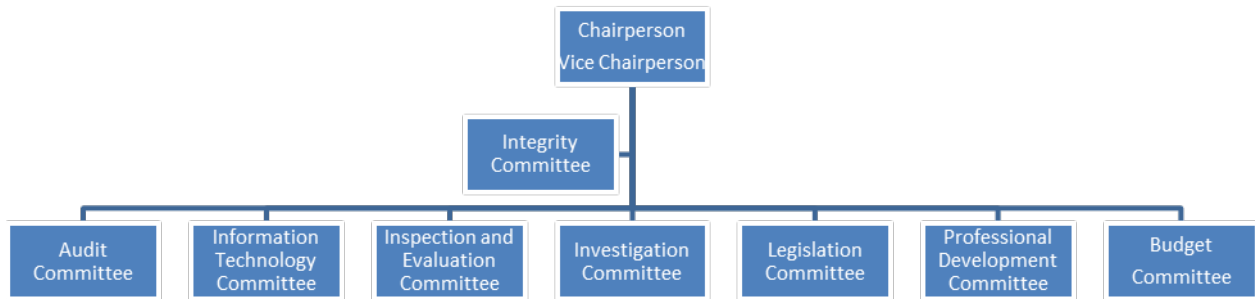 Chairperson
Vice Chairperson
Integrity
Committee
Audit
Committee
Information
Technology
Committee
Inspection and
Evaluation
Committee
Investigation
Committee
Legislation
Committee
Professional
Development
Committee
Budget
Committee